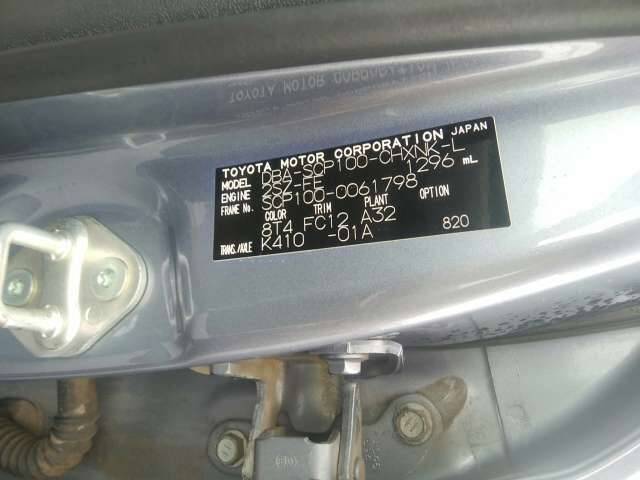 TOYOTA MOTOR CORPORATION JAPAN
MODEL DBA-SCP100-CHXNK-L
ENGINE 2SZ-FE 1296 mL
FRAME NO. SCP100-0061798
COLOR TRIM PLANT OPTION
8T4 FC12 A32
TRANS./AXLE K410 -01A 820